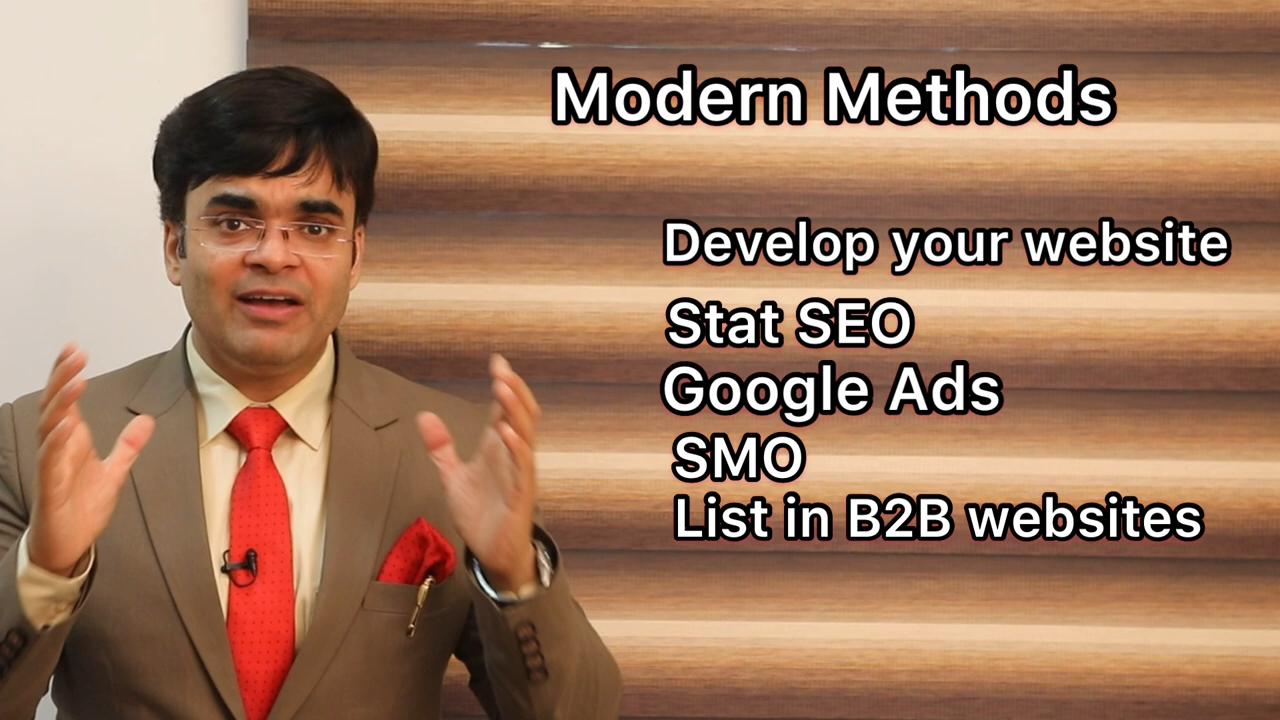 Modern Methods
Develop your website
Stat SEO
Google Ads
SMO
List in B2B websites